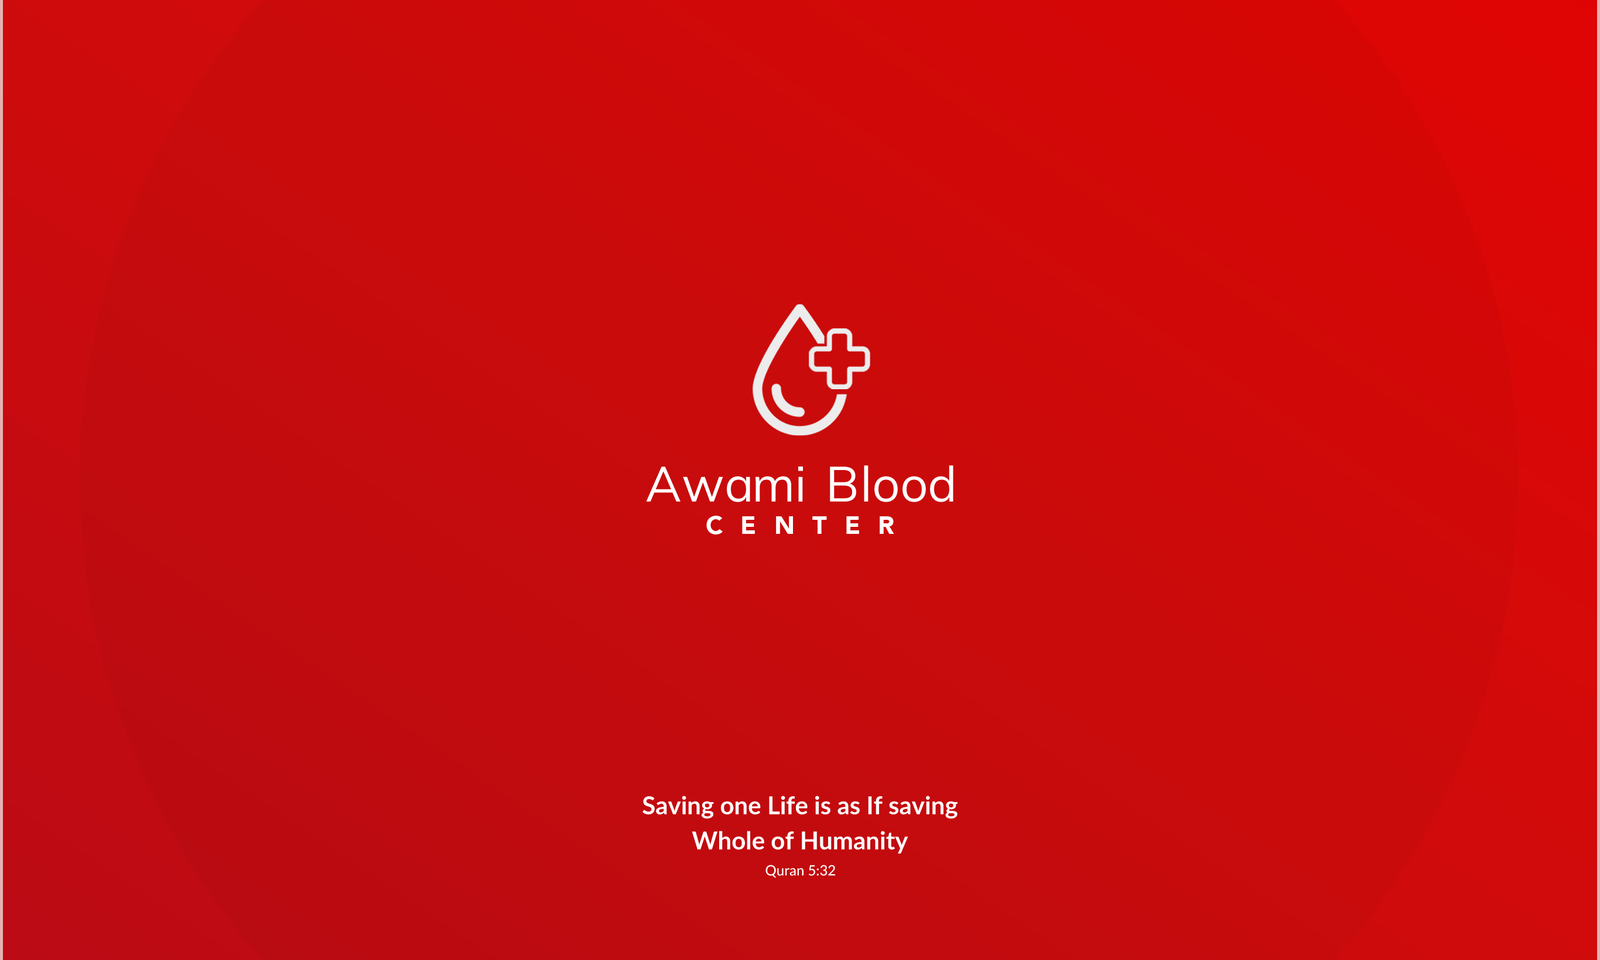 Awami Blood
CENTER
Saving one Life is as If saving
Whole of Humanity
Quran 5:32